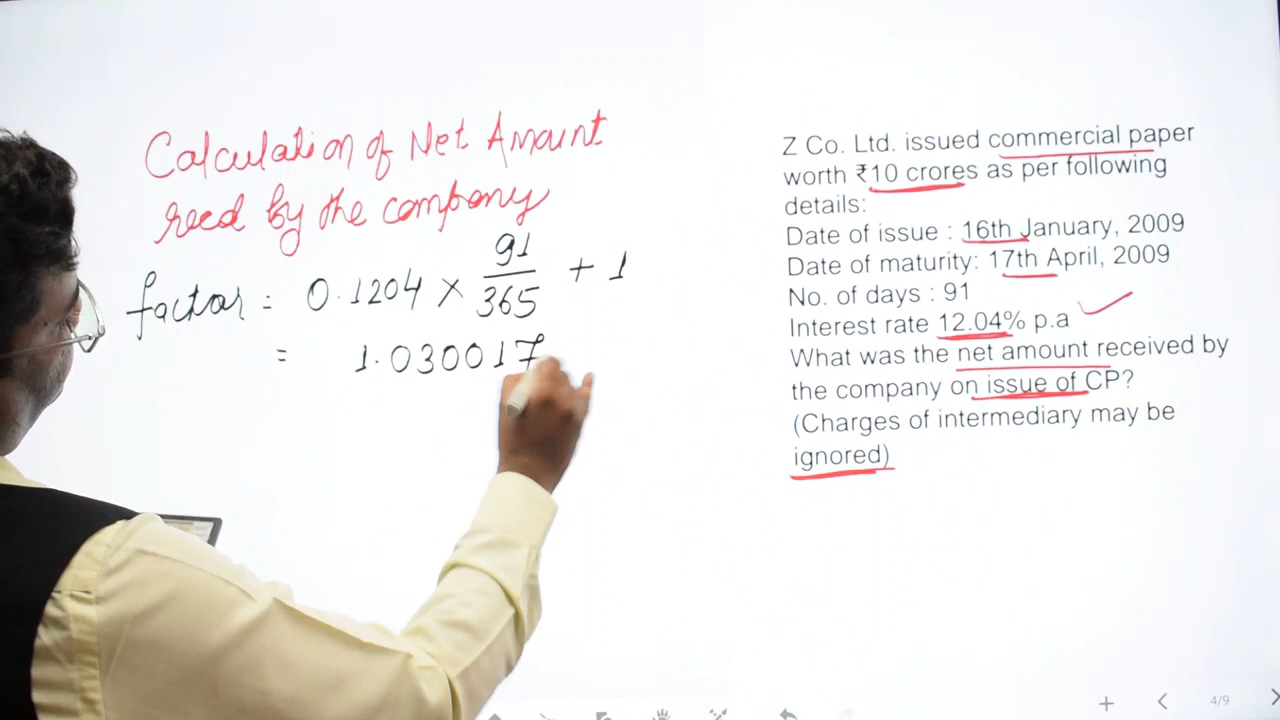 Calculation of Net Amount
recd by the company
factor = 0.1204 × 91/365 + 1
= 1.030017
Z Co. Ltd. issued commercial paper
worth ₹10 crores as per following
details:
Date of issue : 16th January, 2009
Date of maturity: 17th April, 2009
No. of days : 91
Interest rate 12.04% p.a
What was the net amount received by
the company on issue of CP?
(Charges of intermediary may be
ignored)
4/9